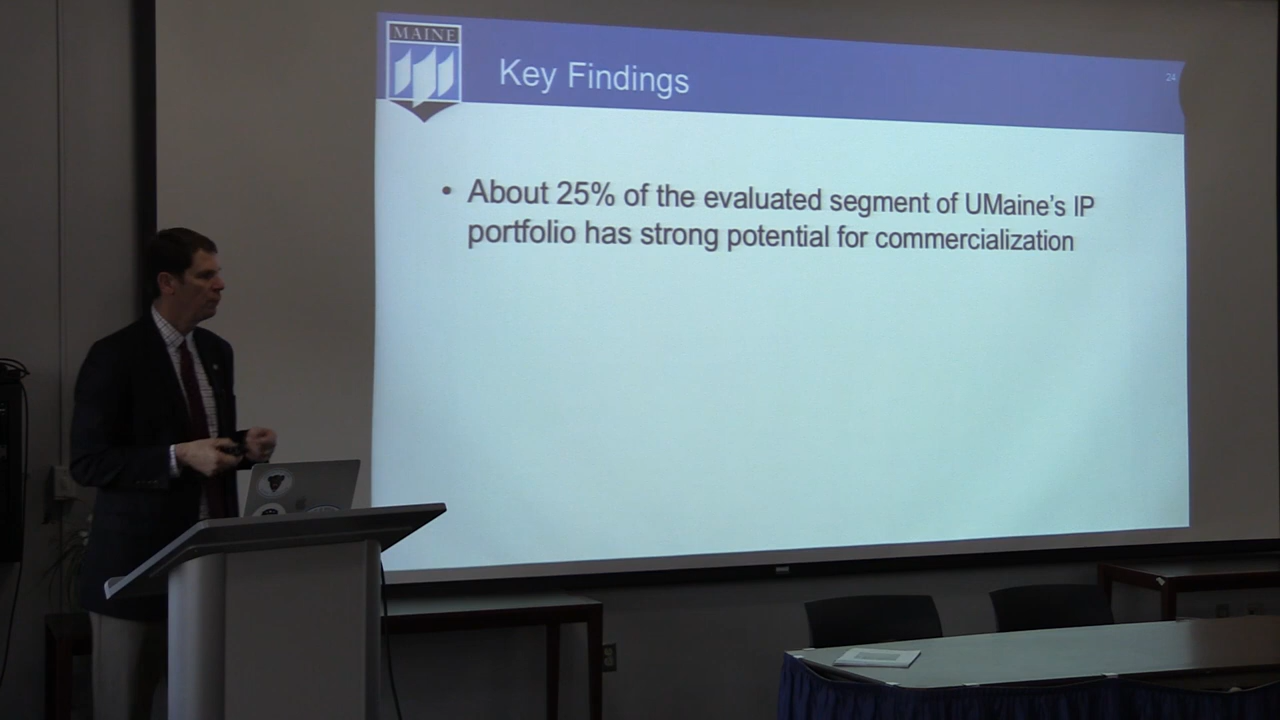 MAINE
Key Findings
24
• About 25% of the evaluated segment of UMaine's IP
portfolio has strong potential for commercialization